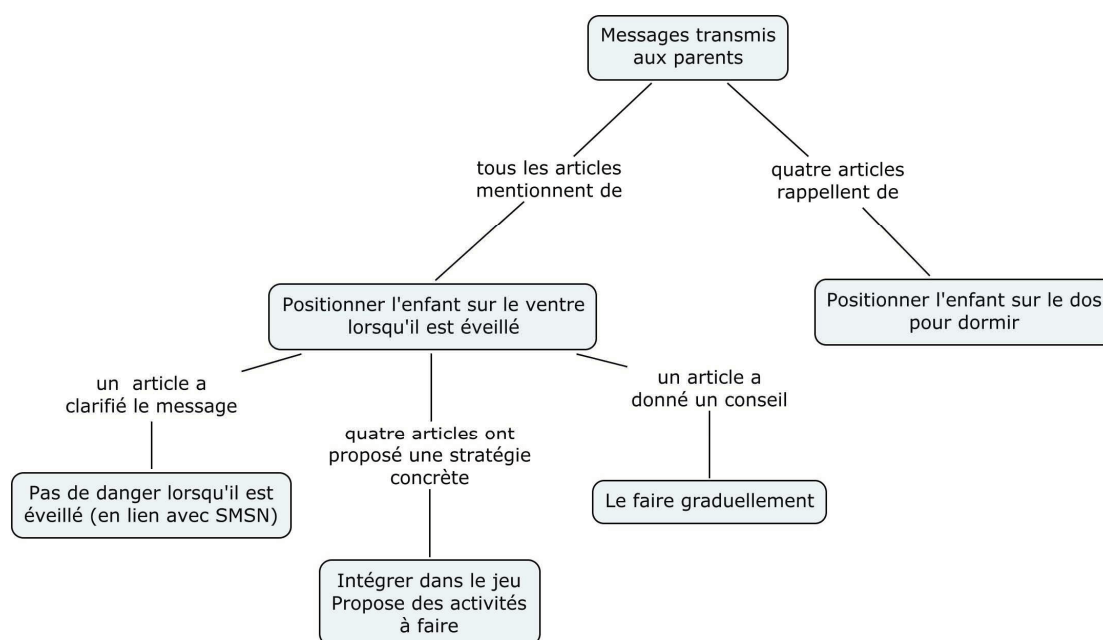 Messages transmis
aux parents
tous les articles
mentionnent de
quatre articles
rappellent de
Positionner l'enfant sur le ventre
lorsqu'il est éveillé
Positionner l'enfant sur le dos
pour dormir
un article a
clarifié le message
quatre articles ont
proposé une stratégie
concrète
un article a
donné un conseil
Pas de danger lorsqu'il est
éveillé (en lien avec SMSN)
Intégrer dans le jeu
Propose des activités
à faire
Le faire graduellement